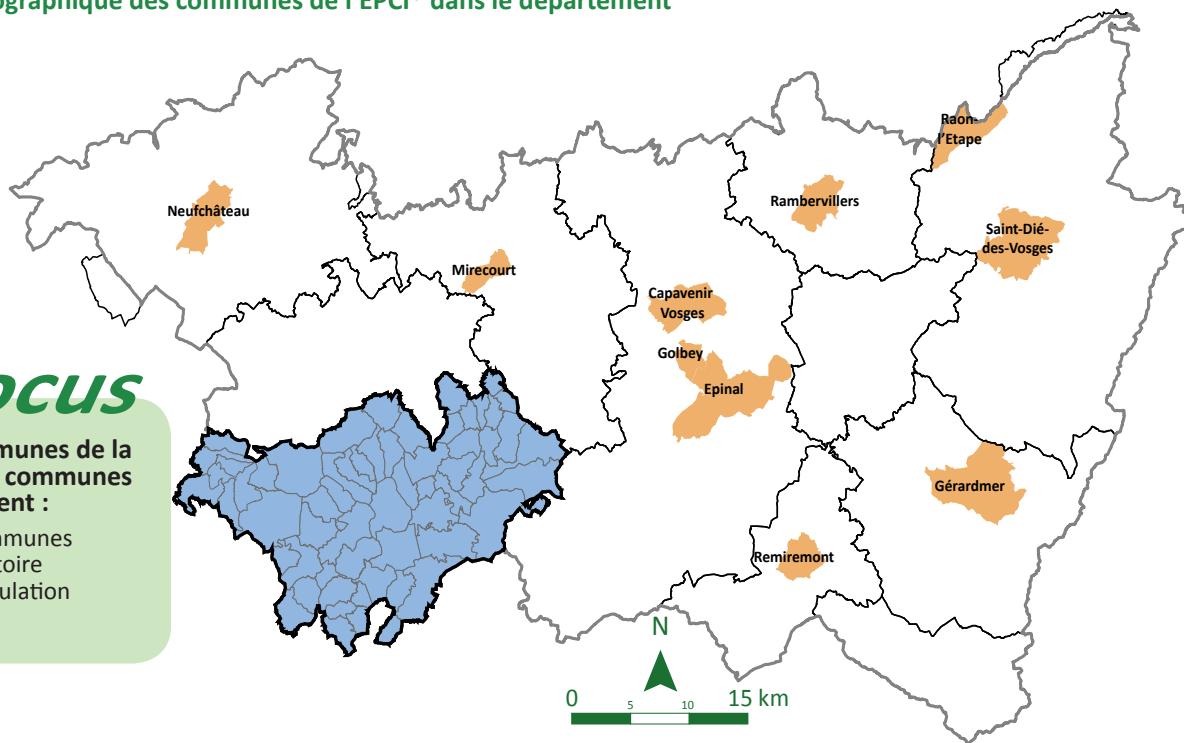 graphique des communes de l'EPCI* dans le département
Raon-
l'Etape
Neufchâteau
Rambervillers
Saint-Dié-
des-Vosges
Mirecourt
Capavenir
Vosges
Golbey
Epinal
ocus
munes de la
communes
ent :
munes
toire
ulation
Gérardmer
Remiremont
N
0 5 10 15 km